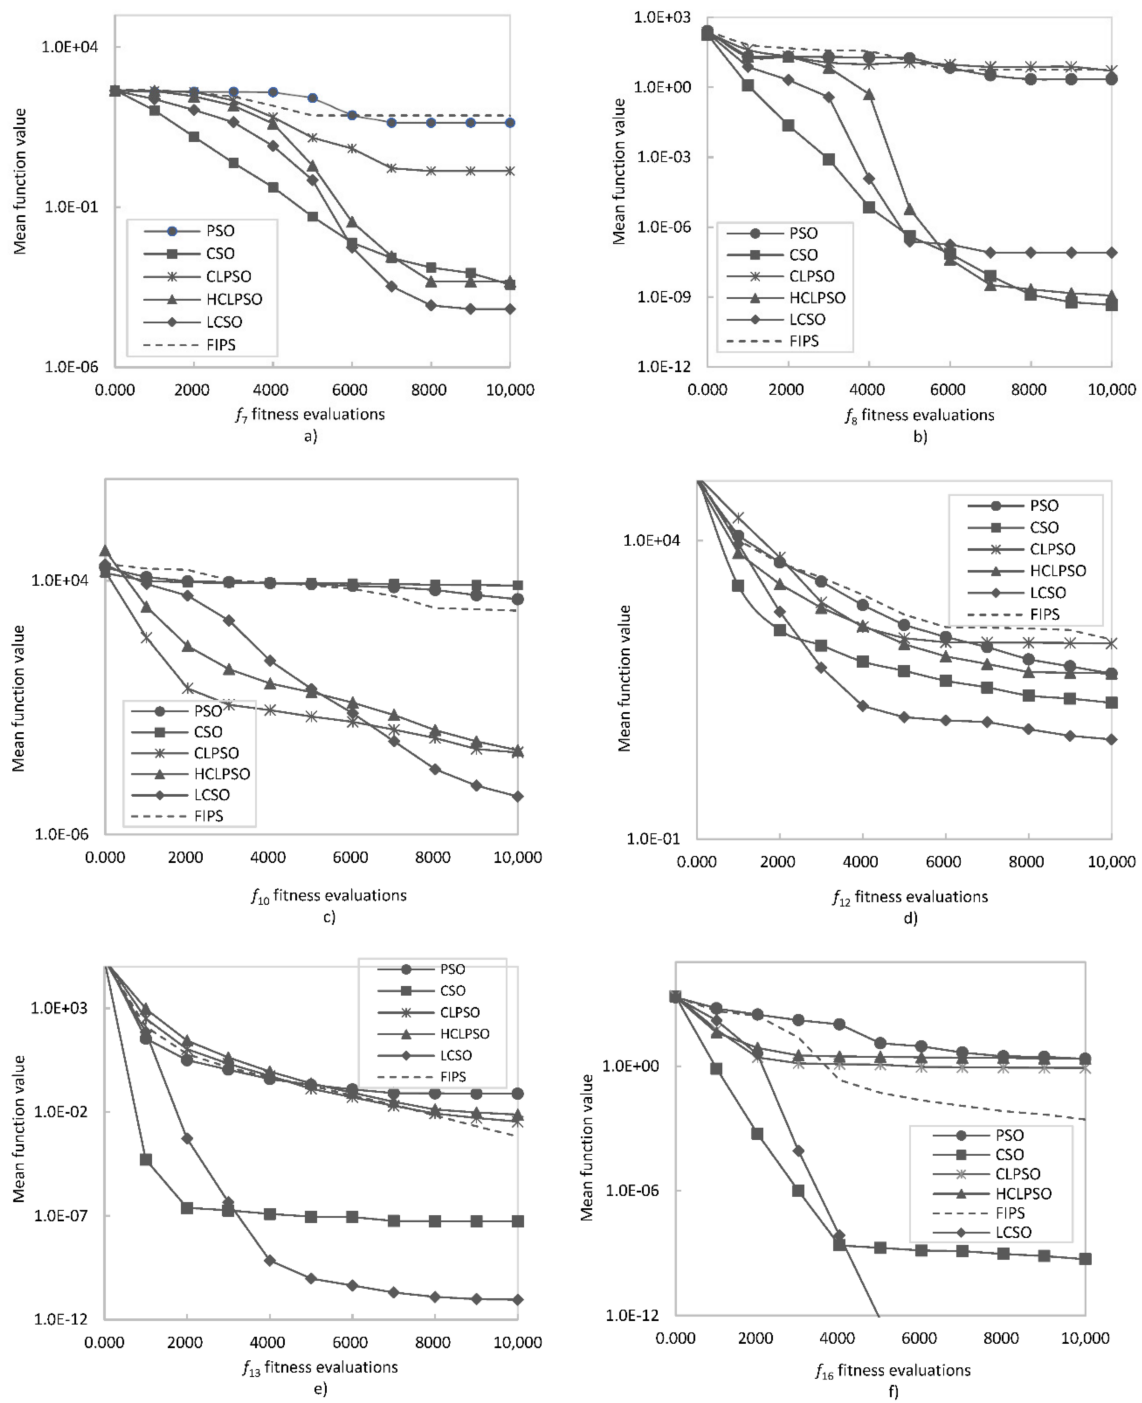 1.0E+04
1.0E-01
1.0E-06
Mean function value
PSO
CSO
CLPSO
HCLPSO
LCSO
FIPS
0.000 2000 4000 6000 8000 10,000
f7 fitness evaluations
a)
1.0E+03
1.0E+00
1.0E-03
1.0E-06
1.0E-09
1.0E-12
Mean function value
PSO
CSO
CLPSO
HCLPSO
LCSO
FIPS
0.000 2000 4000 6000 8000 10,000
f8 fitness evaluations
b)
1.0E+04
1.0E-06
Mean function value
PSO
CSO
CLPSO
HCLPSO
LCSO
FIPS
0.000 2000 4000 6000 8000 10,000
f10 fitness evaluations
c)
1.0E+04
1.0E-01
Mean function value
PSO
CSO
CLPSO
HCLPSO
LCSO
FIPS
0.000 2000 4000 6000 8000 10,000
f12 fitness evaluations
d)
1.0E+03
1.0E-02
1.0E-07
1.0E-12
Mean function value
PSO
CSO
CLPSO
HCLPSO
LCSO
FIPS
0.000 2000 4000 6000 8000 10,000
f13 fitness evaluations
e)
1.0E+00
1.0E-06
1.0E-12
Mean function value
PSO
CSO
CLPSO
HCLPSO
FIPS
LCSO
0.000 2000 4000 6000 8000 10,000
f16 fitness evaluations
f)